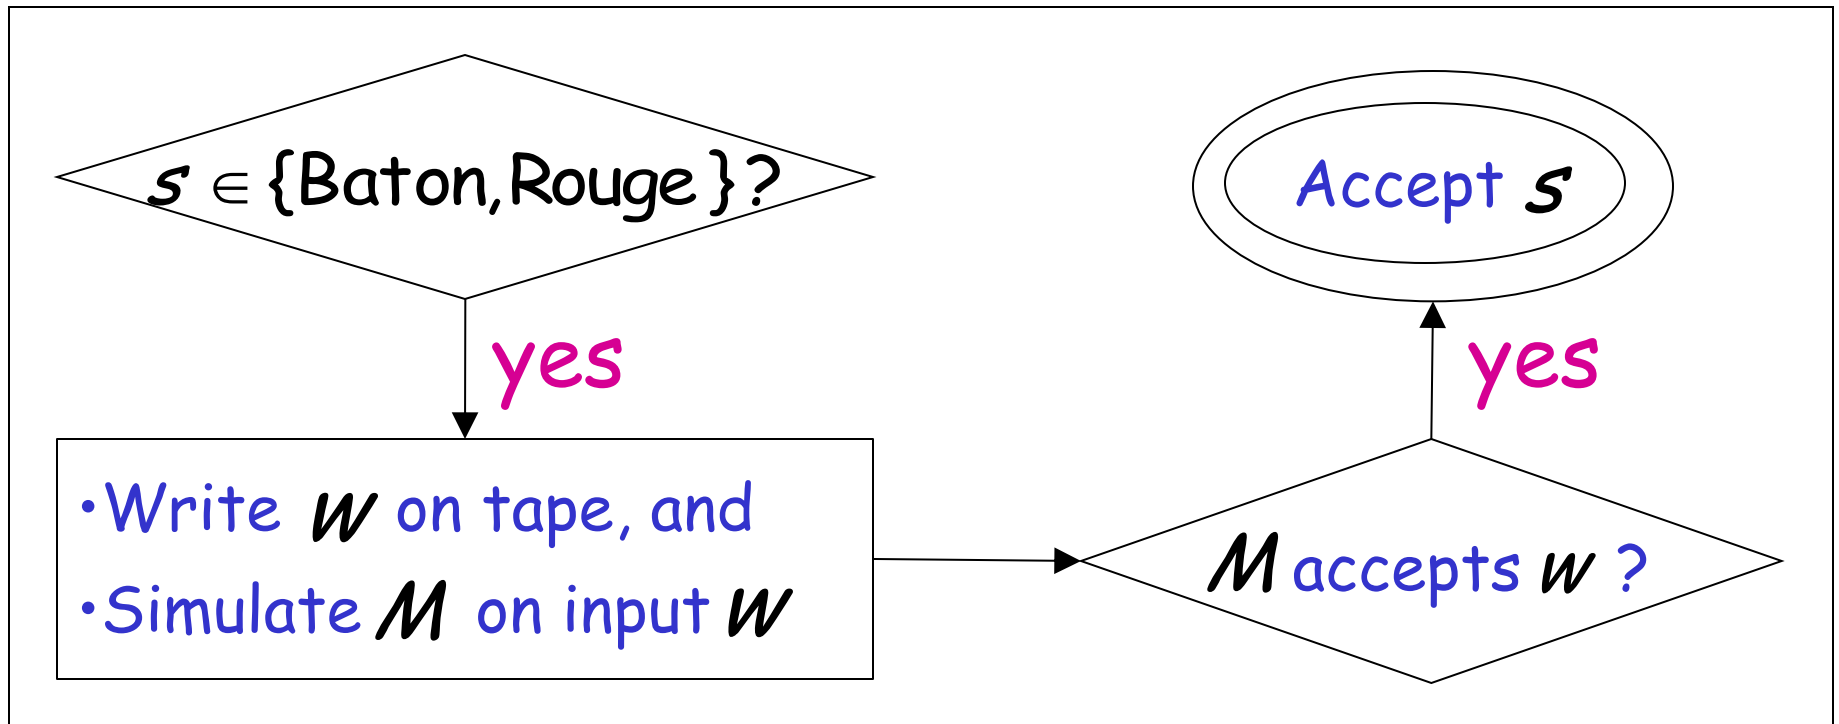 s ∈ {Baton,Rouge}?
yes
•Write w on tape, and
•Simulate M on input w
M accepts w ?
yes
Accept s